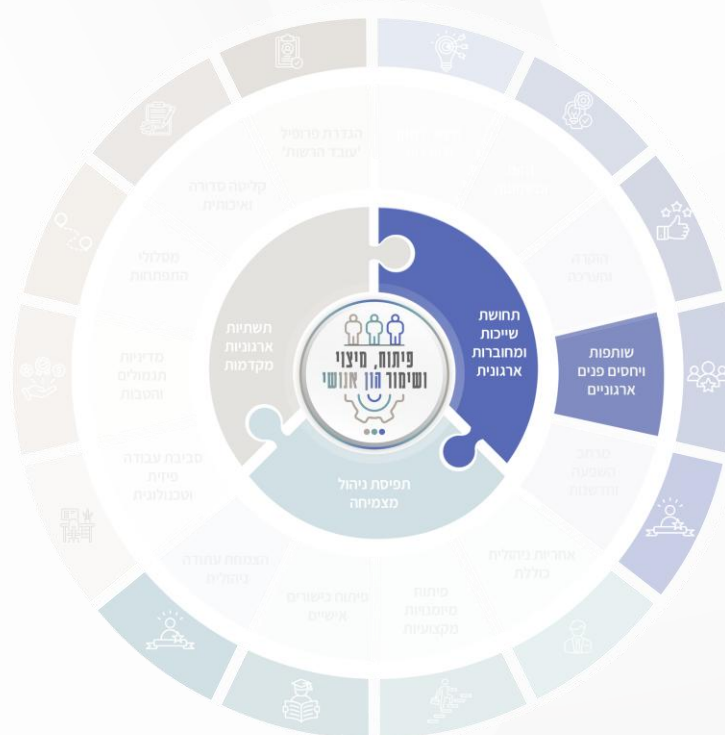 פיתוח, מיצוי
ושימור הון אנושי
תחושת
שייכות
ומחוברות
ארגונית
שותפות
ויחסים פנים
ארגוניים
תפיסת ניהול
מצמיחה
תשתיות
ארגוניות
מקדמות
הגדרת פרופיל
'עובד הרשות'
קליטה סדורה
ואיכותית
מסלולי
התפתחות
מדיניות
תגמולים
והטבות
סביבת עבודה
פיזית
וטכנולוגית
הצמחת עתודה
ניהולית
פיתוח כישורים
אישיים
פיתוח
מיומנויות
מקצועיות
אחריות ניהולית
כוללת
מרחב
השפעה
וחדשנות
הוקרה
והערכה